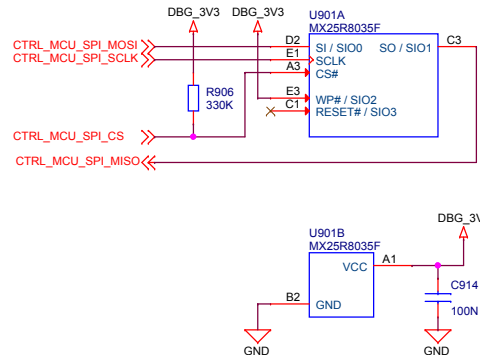 DBG_3V3 DBG_3V3
U901A
MX25R8035F
CTRL_MCU_SPI_MOSI
CTRL_MCU_SPI_SCLK
D2 SI / SIO0 SO / SIO1 C3
E1 SCLK
A3 CS#
R906
330K
E3 WP# / SIO2
C1 RESET# / SIO3
CTRL_MCU_SPI_CS
CTRL_MCU_SPI_MISO
U901B
MX25R8035F
DBG_3V
VCC A1
C914
100N
B2 GND
GND GND